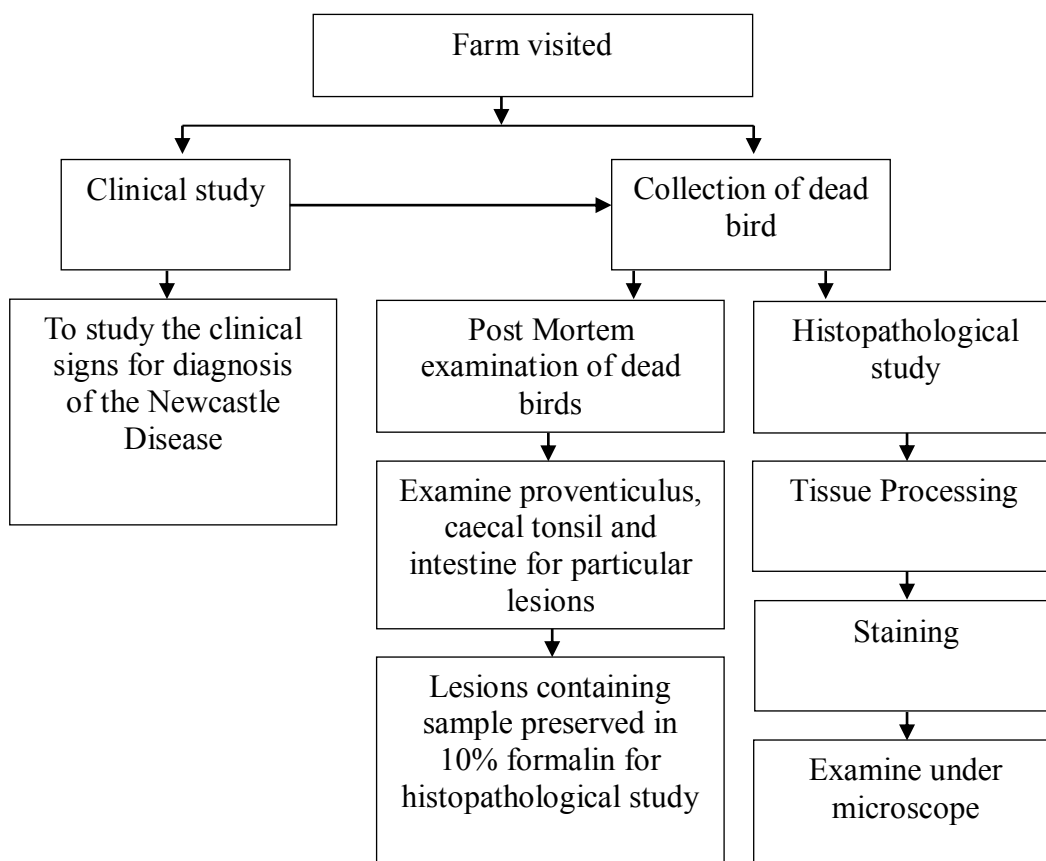 Farm visited
Clinical study
Collection of dead
bird
To study the clinical
signs for diagnosis
of the Newcastle
Disease
Post Mortem
examination of dead
birds
Histopathological
study
Examine proventiculus,
caecal tonsil and
intestine for particular
lesions
Tissue Processing
Staining
Lesions containing
sample preserved in
10% formalin for
histopathological study
Examine under
microscope